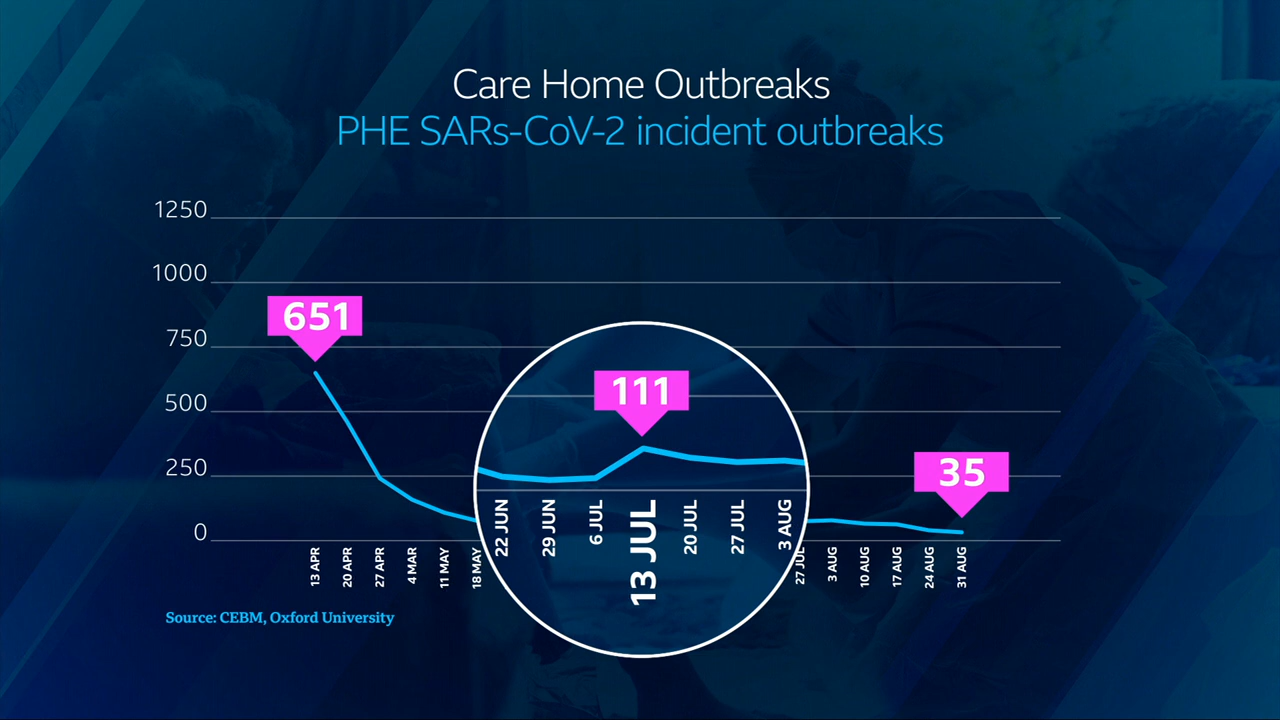 Care Home Outbreaks
PHE SARs-CoV-2 incident outbreaks
1250
1000
750
500
250
0
651
111
35
13 APR
20 APR
27 APR
4 MAR
11 MAY
18 MAY
22 JUN
29 JUN
6 JUL
13 JUL
20 JUL
27 JUL
3 AUG
27 JUL
3 AUG
10 AUG
17 AUG
24 AUG
31 AUG
Source: CEBM, Oxford University